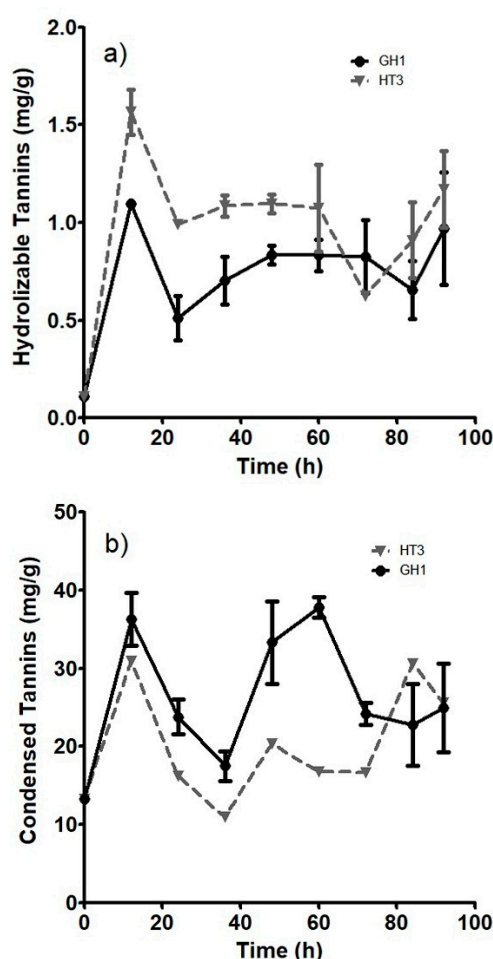 a)
GH1
HT3
Hydrolizable Tannins (mg/g)
2.0
1.5
1.0
0.5
0.0
0 20 40 60 80 100
Time (h)
b)
HT3
GH1
Condensed Tannins (mg/g)
50
40
30
20
10
0
0 20 40 60 80 100
Time (h)